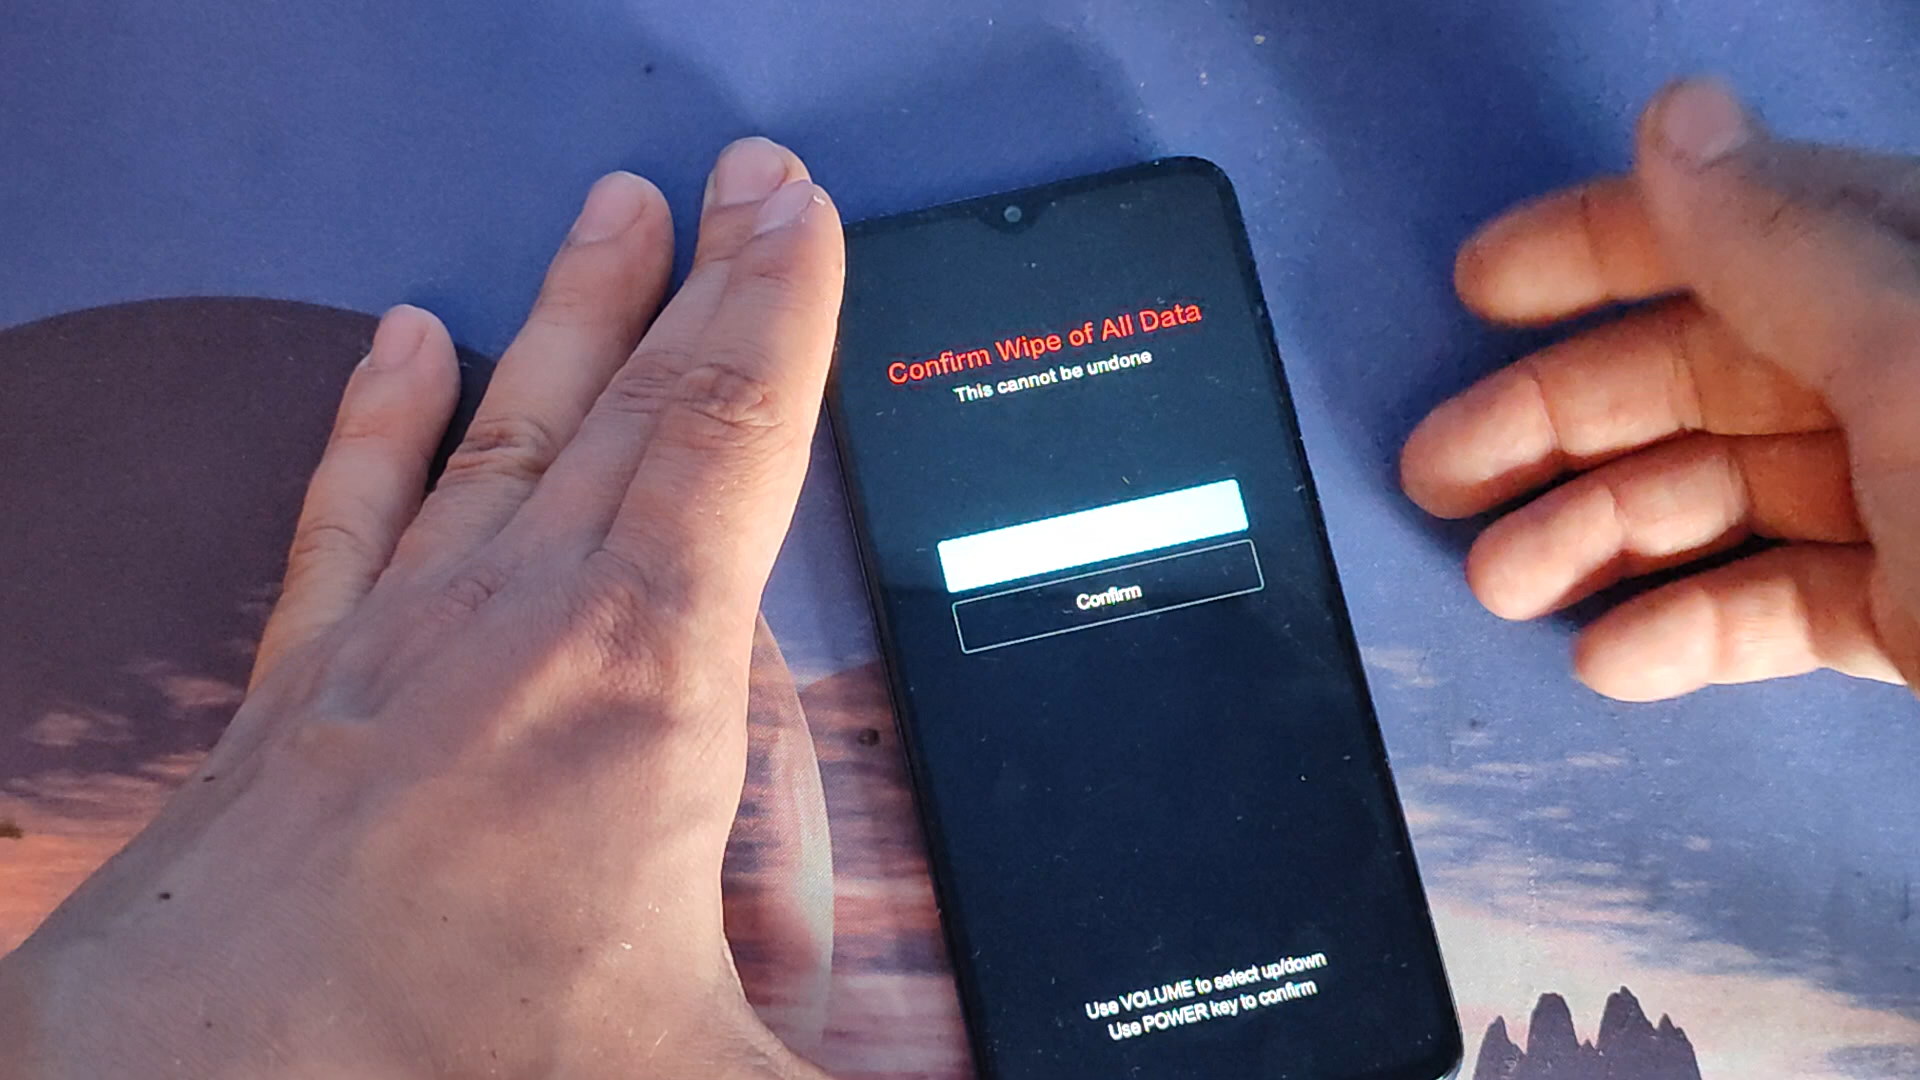 Confirm Wipe of All Data
This cannot be undone
Confirm
Use VOLUME to select up/down
Use POWER key to confirm